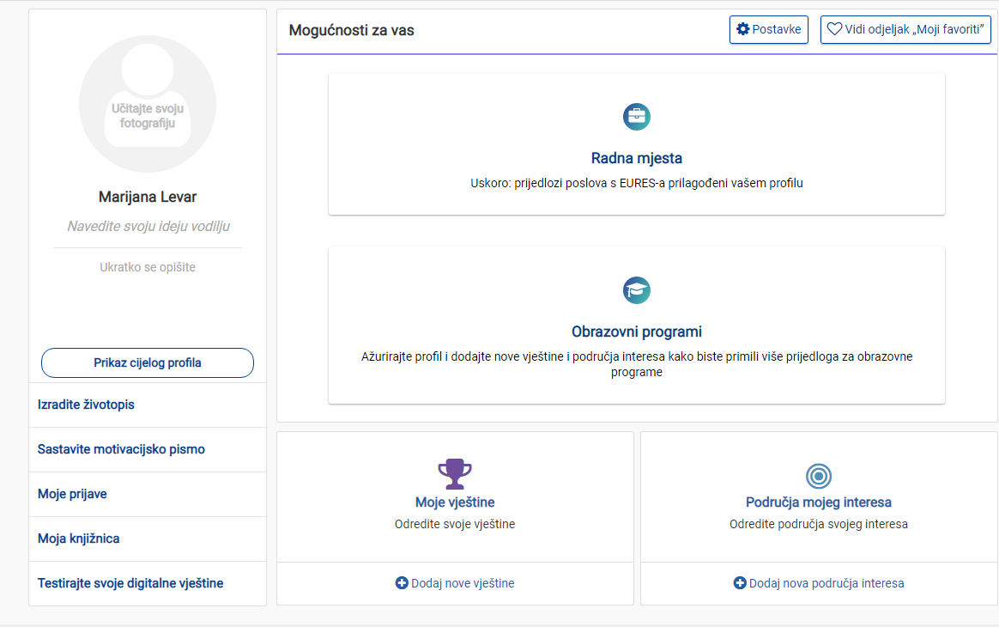 Učitajte svoju
fotografiju
Marijana Levar
Navedite svoju ideju vodilju
Ukratko se opišite
Prikaz cijelog profila
Izradite životopis
Sastavite motivacijsko pismo
Moje prijave
Moja knjižnica
Testirajte svoje digitalne vještine
Mogućnosti za vas
Postavke
Vidi odjeljak „Moji favoriti”
Radna mjesta
Uskoro: prijedlozi poslova s EURES-a prilagođeni vašem profilu
Obrazovni programi
Ažurirajte profil i dodajte nove vještine i područja interesa kako biste primili više prijedloga za obrazovne
programe
Moje vještine
Odredite svoje vještine
Dodaj nove vještine
Područja mojeg interesa
Odredite područja svojeg interesa
Dodaj nova područja interesa